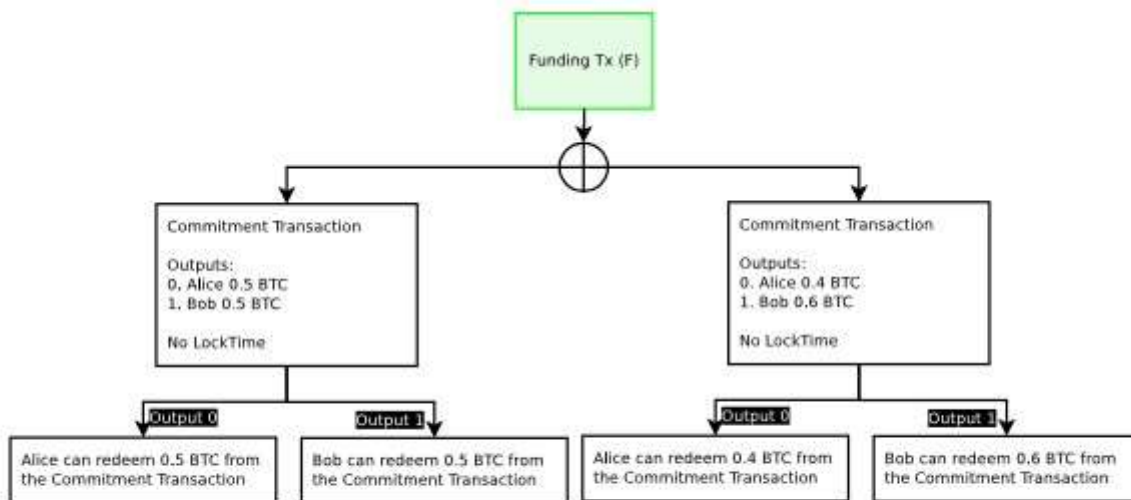 Funding Tx (F)
Commitment Transaction
Outputs:
0. Alice 0.5 BTC
1. Bob 0.5 BTC
No LockTime
Output 0
Output 1
Alice can redeem 0.5 BTC from
the Commitment Transaction
Bob can redeem 0.5 BTC from
the Commitment Transaction
Commitment Transaction
Outputs:
0. Alice 0.4 BTC
1. Bob 0.6 BTC
No LockTime
Output 0
Output 1
Alice can redeem 0.4 BTC from
the Commitment Transaction
Bob can redeem 0.6 BTC from
the Commitment Transaction